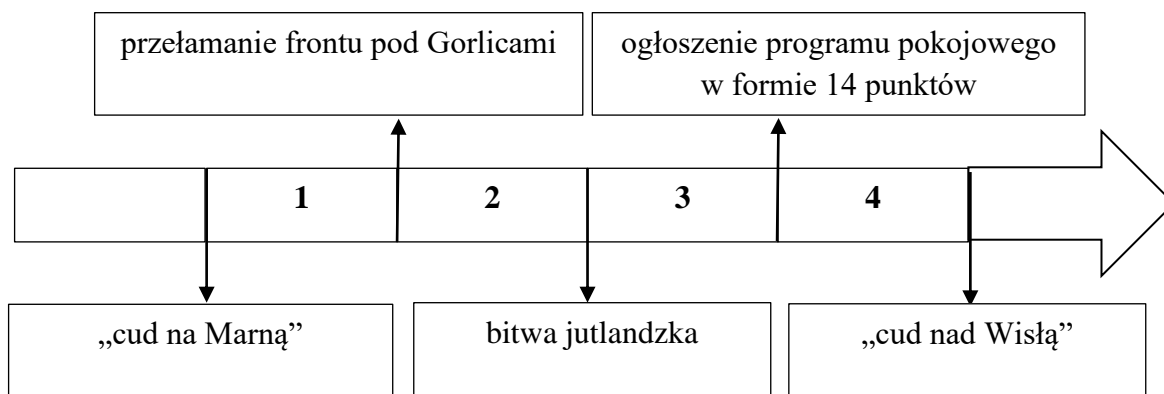 przełamanie frontu pod Gorlicami
ogłoszenie programu pokojowego
w formie 14 punktów
1
2
3
4
„cud na Marną”
bitwa jutlandzka
„cud nad Wisłą”